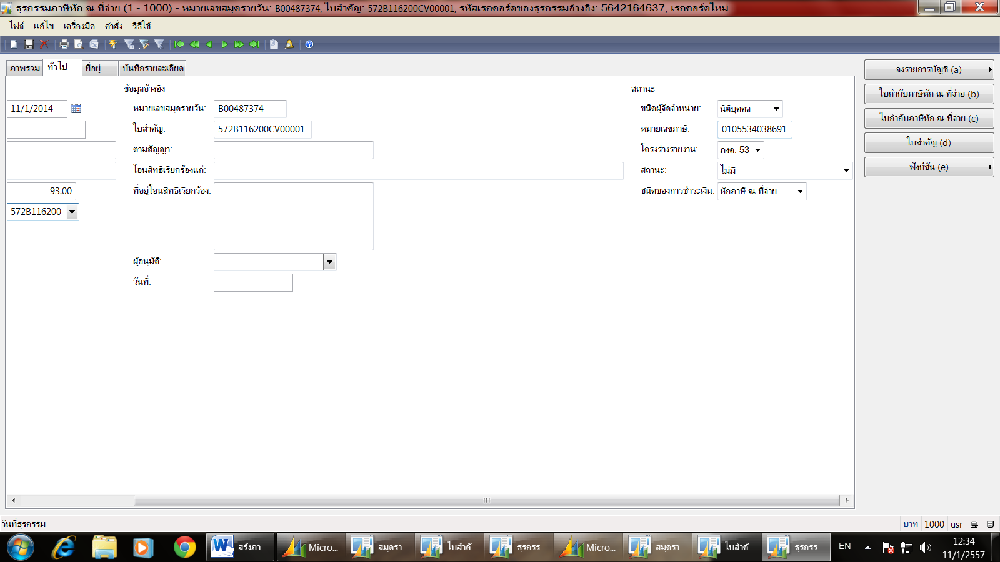 ธุรกรรมภาษีหัก ณ ที่จ่าย (1 - 1000) - หมายเลขสมุดรายวัน: B00487374, ใบสำคัญ: 572B116200CV00001, รหัสเรกคอร์ดของธุรกรรมอ้างอิง: 5642164637, เรกคอร์ดใหม่
ไฟล์ แก้ไข เครื่องมือ คำสั่ง วิธีใช้
ภาพรวม ทั่วไป ที่อยู่ บันทึกรายละเอียด
ลงรายการบัญชี (a)
ใบกำกับภาษีหัก ณ ที่จ่าย (b)
ใบกำกับภาษีหัก ณ ที่จ่าย (c)
ใบสำคัญ (d)
ฟังก์ชัน (e)
11/1/2014
93.00
572B116200
ข้อมูลอ้างอิง
หมายเลขสมุดรายวัน: B00487374
ใบสำคัญ: 572B116200CV00001
ตามสัญญา:
โอนสิทธิเรียกร้องแก่:
ที่อยู่โอนสิทธิเรียกร้อง:
ผู้อนุมัติ:
วันที่:
สถานะ
ชนิดผู้จัดจำหน่าย: นิติบุคคล
หมายเลขภาษี: 0105534038691
โครงร่างรายงาน: ภงด. 53
สถานะ: ไม่มี
ชนิดของการชำระเงิน: หักภาษี ณ ที่จ่าย
วันที่ธุรกรรม
บาท 1000 usr
สร้งภา... Micro... สมุดรา... ใบสำคั... ธุรกรร... Micro... สมุดรา... ใบสำคั... ธุรกรร...
EN 12:34
11/1/2557